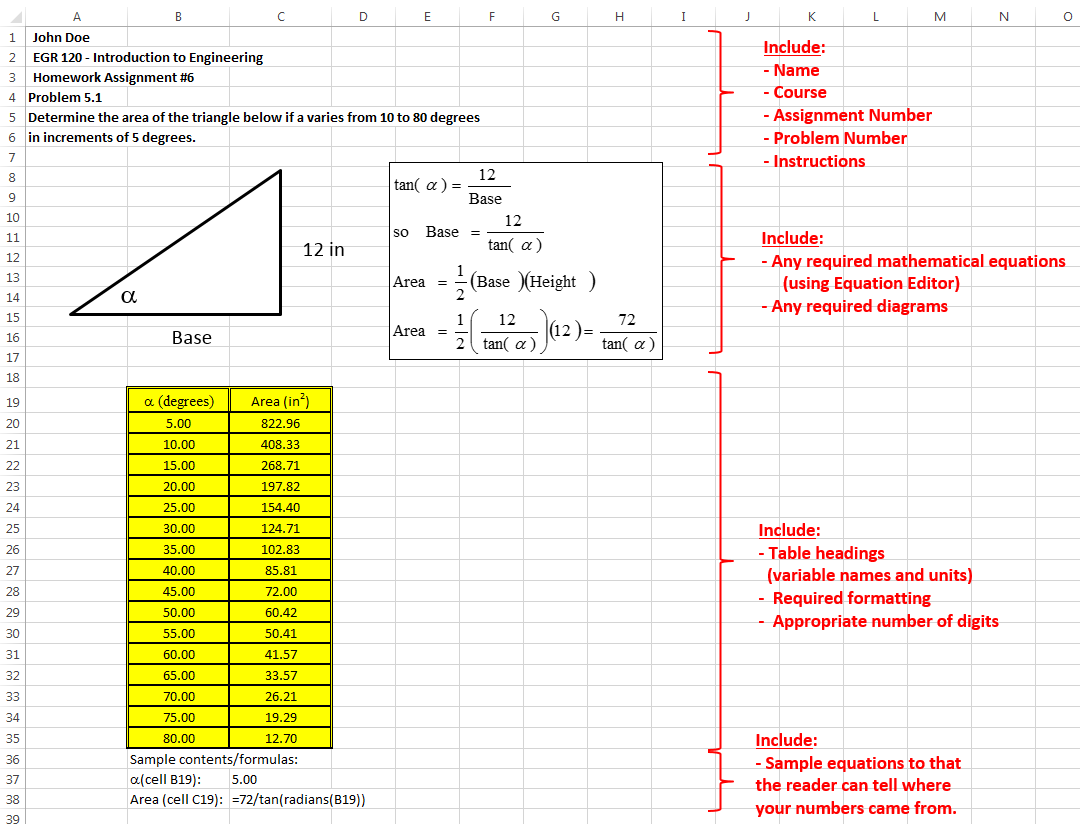 A B C D E F G H I J K L M N O
1 John Doe
2 EGR 120 - Introduction to Engineering
3 Homework Assignment #6
4 Problem 5.1
5 Determine the area of the triangle below if a varies from 10 to 80 degrees
6 in increments of 5 degrees.
7
8
9
10
11
12
13
14
15
16
17
18
12 in
α
Base
tan( α ) = 12 / Base
so Base = 12 / tan( α )
Area = 1/2 (Base )(Height )
Area = 1/2 ( 12 / tan( α ) )(12 )= 72 / tan( α )
19 α (degrees) Area (in²)
20 5.00 822.96
21 10.00 408.33
22 15.00 268.71
23 20.00 197.82
24 25.00 154.40
25 30.00 124.71
26 35.00 102.83
27 40.00 85.81
28 45.00 72.00
29 50.00 60.42
30 55.00 50.41
31 60.00 41.57
32 65.00 33.57
33 70.00 26.21
34 75.00 19.29
35 80.00 12.70
36 Sample contents/formulas:
37 α(cell B19): 5.00
38 Area (cell C19): =72/tan(radians(B19))
39
Include:
- Name
- Course
- Assignment Number
- Problem Number
- Instructions
Include:
- Any required mathematical equations
(using Equation Editor)
- Any required diagrams
Include:
- Table headings
(variable names and units)
- Required formatting
- Appropriate number of digits
Include:
- Sample equations to that
the reader can tell where
your numbers came from.